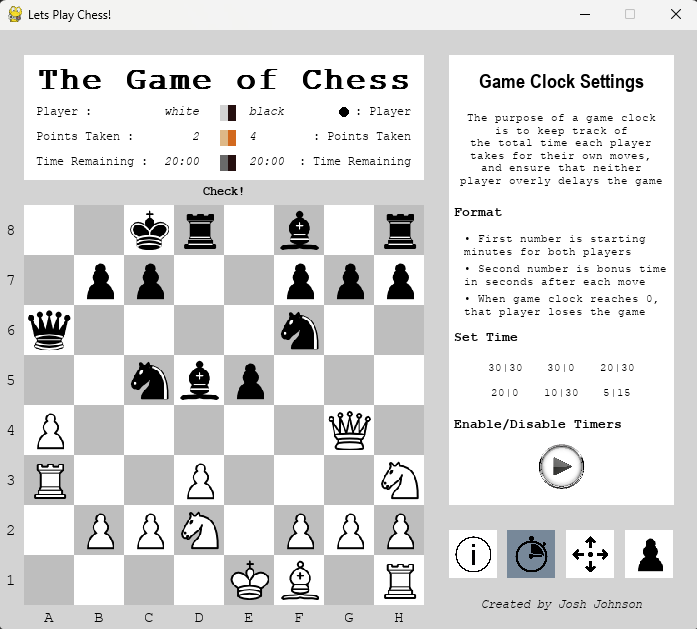 Lets Play Chess!
The Game of Chess
Player : white black : Player
Points Taken : 2 4 : Points Taken
Time Remaining : 20:00 20:00 : Time Remaining
Check!
8
7
6
5
4
3
2
1
A B C D E F G H
Game Clock Settings
The purpose of a game clock
is to keep track of
the total time each player
takes for their own moves,
and ensure that neither
player overly delays the game
Format
• First number is starting
minutes for both players
• Second number is bonus time
in seconds after each move
• When game clock reaches 0,
that player loses the game
Set Time
30|30 30|0 20|30
20|0 10|30 5|15
Enable/Disable Timers
i
Created by Josh Johnson